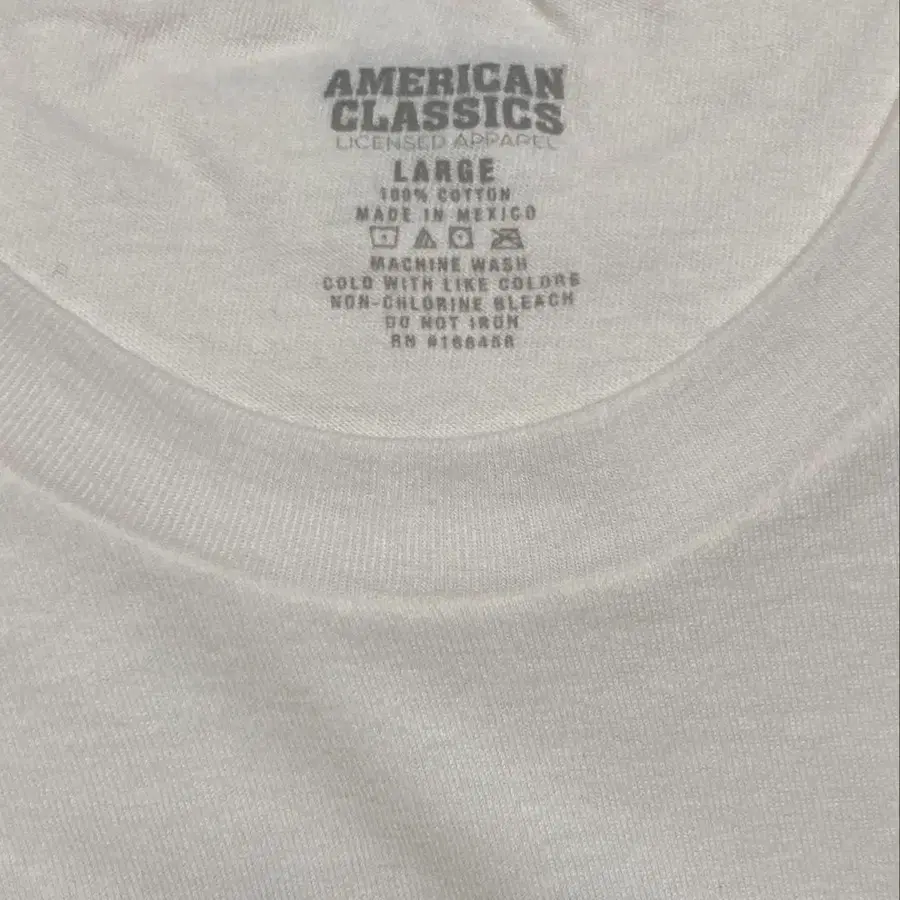 AMERICAN
CLASSICS
LICENSED APPAREL
LARGE
100% COTTON
MADE IN MEXICO
MACHINE WASH
COLD WITH LIKE COLORS
NON-CHLORINE BLEACH
DO NOT IRON
RN